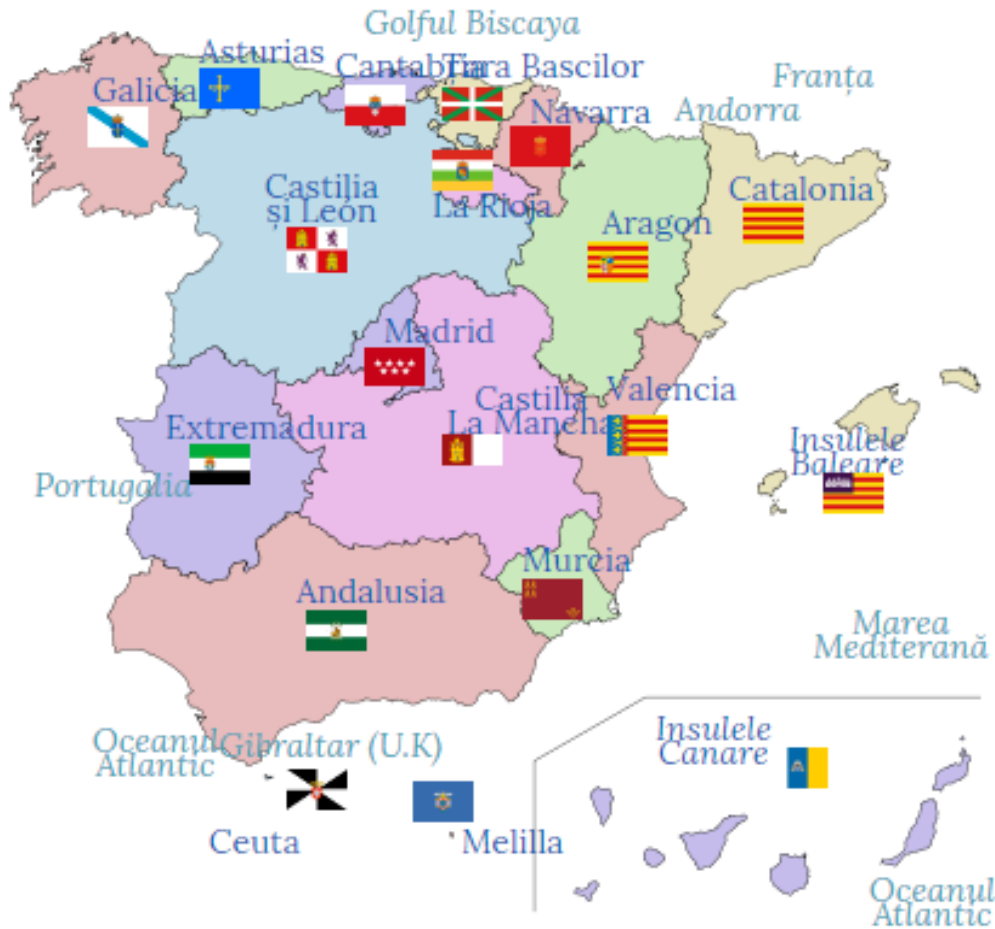 Golful Biscaya
Asturias
Cantabria
Țara Bascilor
Franța
Galicia
Navarra
Andorra
Castilia
și León
La Rioja
Catalonia
Aragon
Madrid
Castilia
La Mancha
Valencia
Extremadura
Insulele
Baleare
Portugalia
Murcia
Andalusia
Marea
Mediterană
Oceanul
Atlantic
Gibraltar (U.K)
Insulele
Canare
Ceuta
Melilla
Oceanul
Atlantic